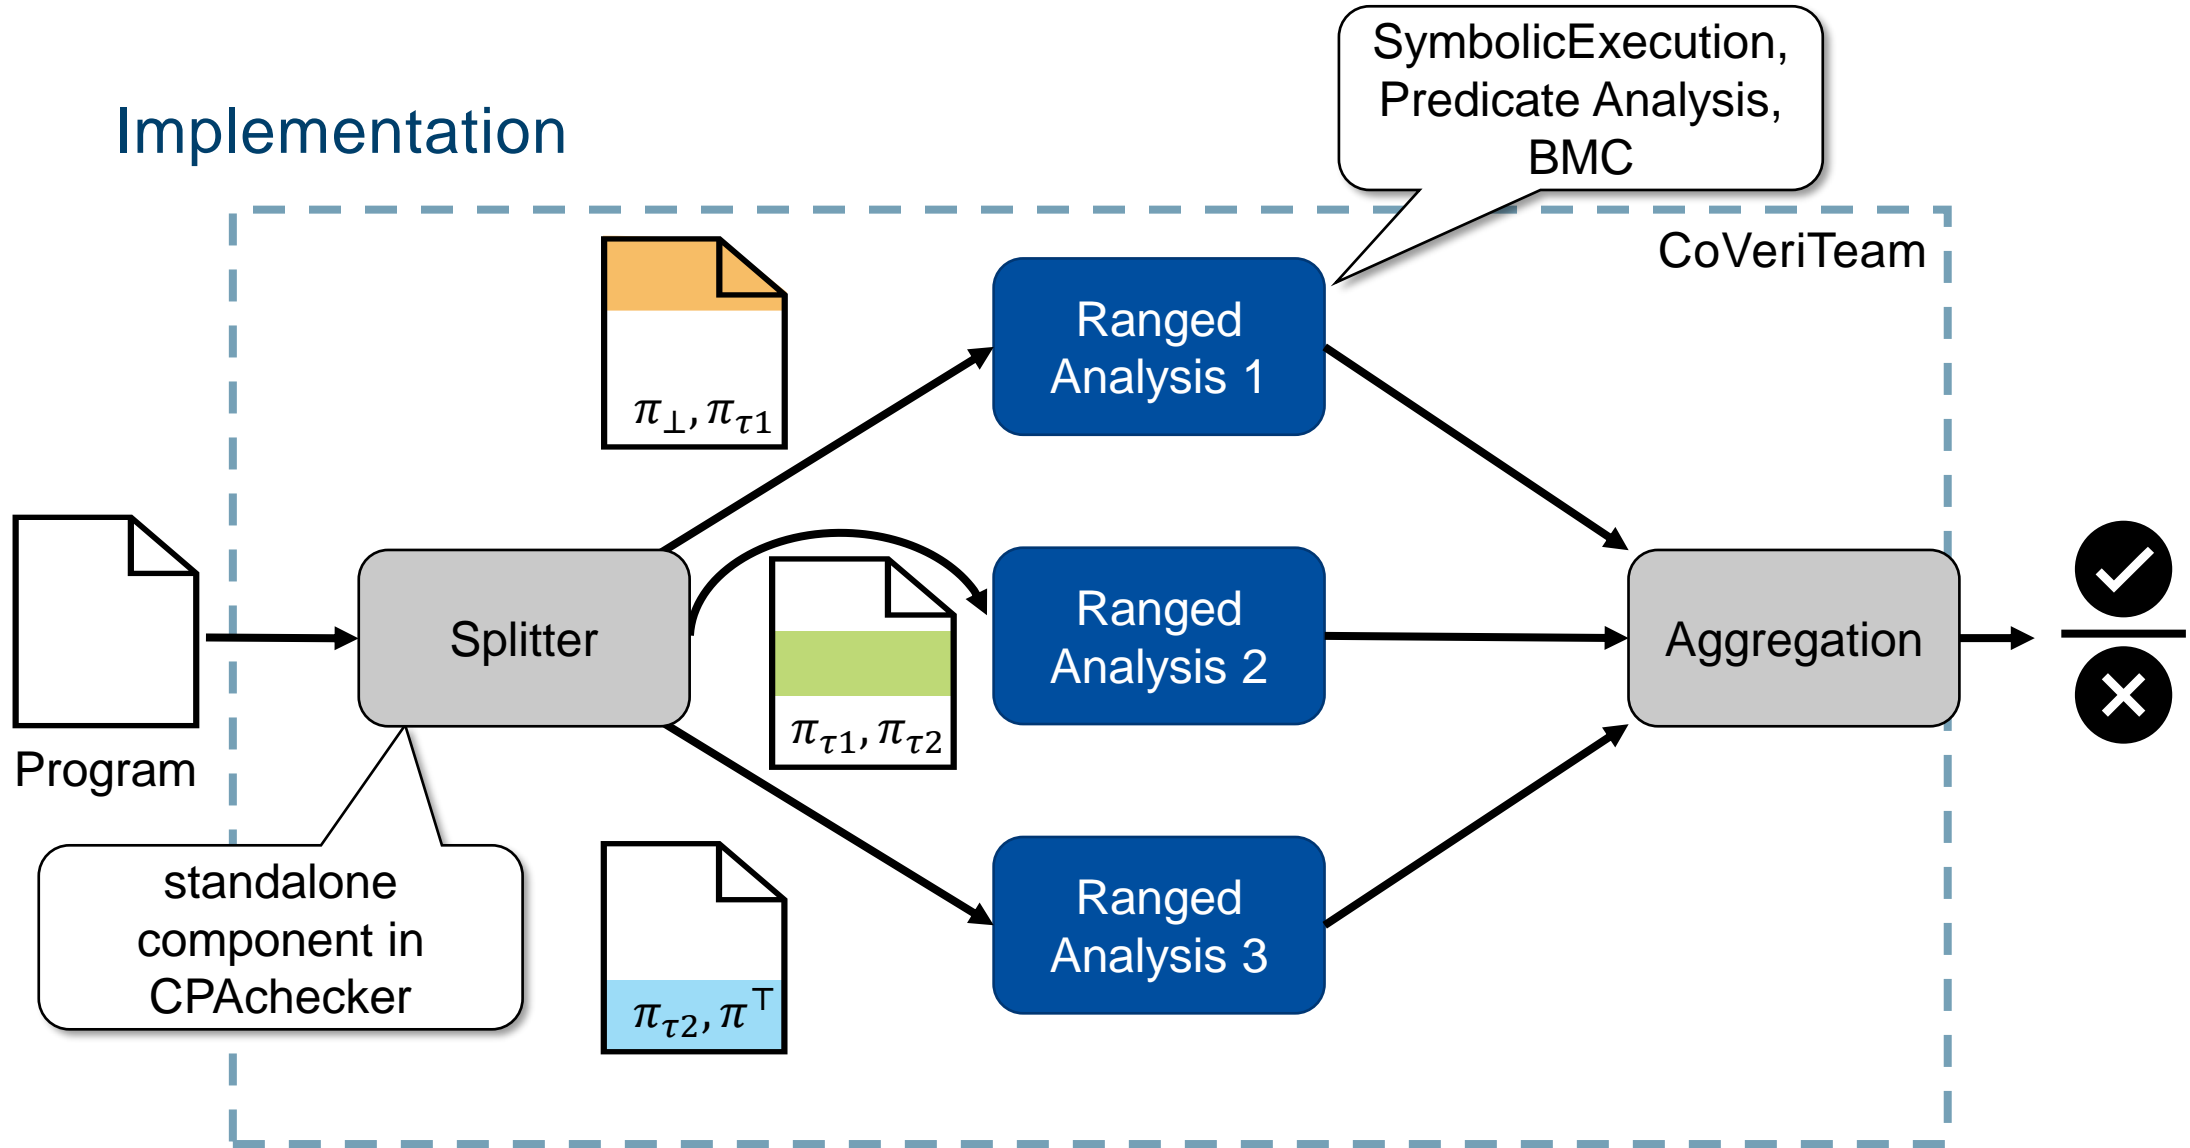 Implementation
SymbolicExecution,
Predicate Analysis,
BMC
CoVeriTeam
π⊥, πτ1
Ranged
Analysis 1
Program
Splitter
πτ1, πτ2
Ranged
Analysis 2
Aggregation
standalone
component in
CPAchecker
πτ2, π⊤
Ranged
Analysis 3